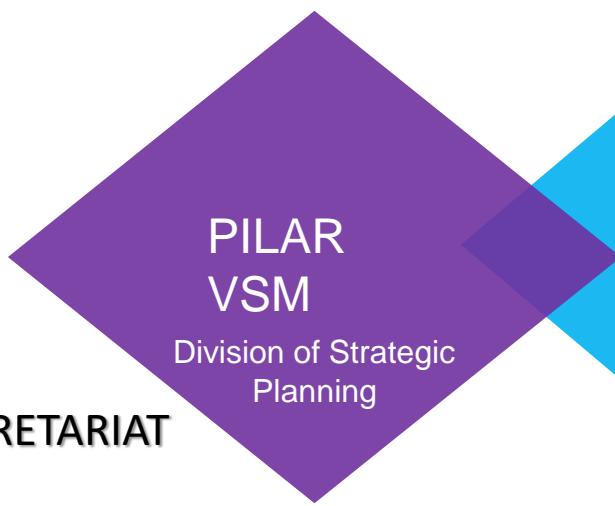 PILAR
VSM
Division of Strategic
Planning
RETARIAT